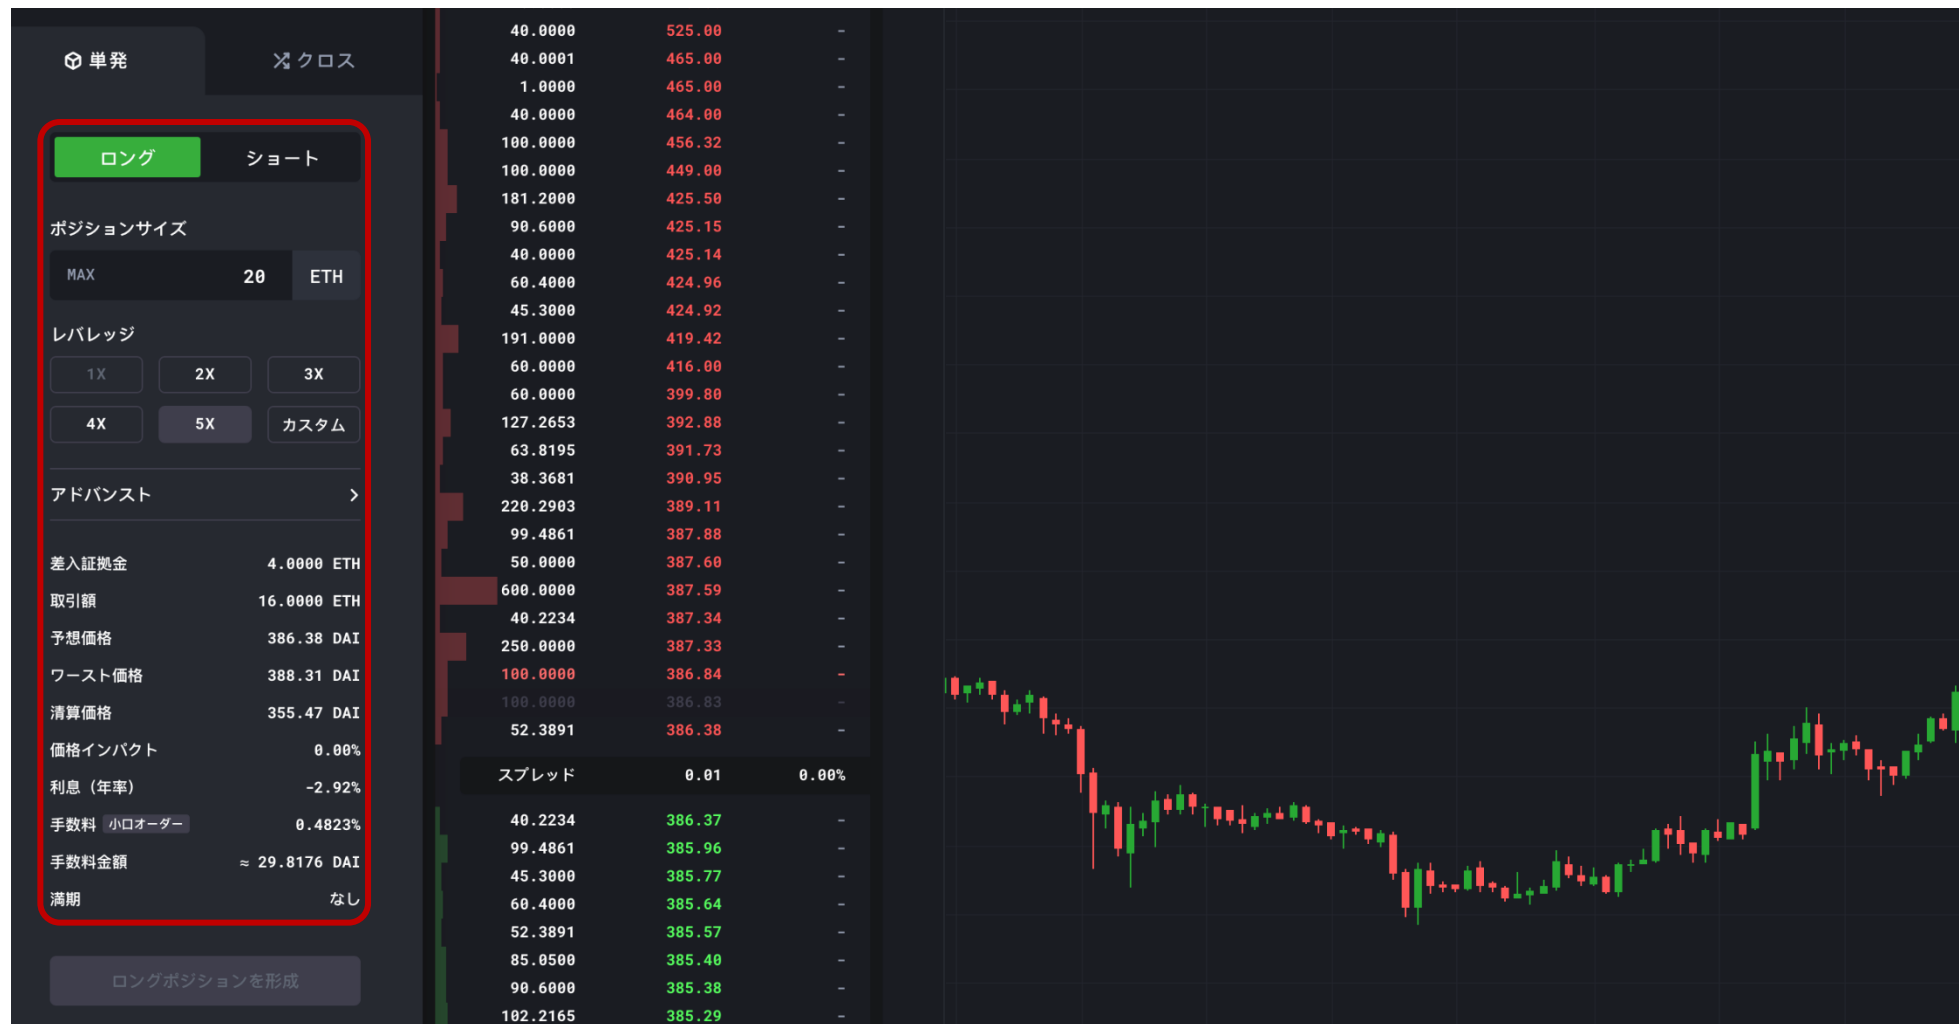 単発
クロス
ロング
ショート
ポジションサイズ
MAX 20 ETH
レバレッジ
1X 2X 3X
4X 5X カスタム
アドバンスト
差入証拠金 4.0000 ETH
取引額 16.0000 ETH
予想価格 386.38 DAI
ワースト価格 388.31 DAI
清算価格 355.47 DAI
価格インパクト 0.00%
利息（年率） -2.92%
手数料 小口オーダー 0.4823%
手数料金額 ≈ 29.8176 DAI
満期 なし
ロングポジションを形成
40.0000 525.00 -
40.0001 465.00 -
1.0000 465.00 -
40.0000 464.00 -
100.0000 456.32 -
100.0000 449.00 -
181.2000 425.50 -
90.6000 425.15 -
40.0000 425.14 -
60.4000 424.96 -
45.3000 424.92 -
191.0000 419.42 -
60.0000 416.00 -
60.0000 399.80 -
127.2653 392.88 -
63.8195 391.73 -
38.3681 390.95 -
220.2903 389.11 -
99.4861 387.88 -
50.0000 387.60 -
600.0000 387.59 -
40.2234 387.34 -
250.0000 387.33 -
100.0000 386.84 -
100.0000 386.83 -
52.3891 386.38 -
スプレッド 0.01 0.00%
40.2234 386.37 -
99.4861 385.96 -
45.3000 385.77 -
60.4000 385.64 -
52.3891 385.57 -
85.0500 385.40 -
90.6000 385.38 -
102.2165 385.29 -